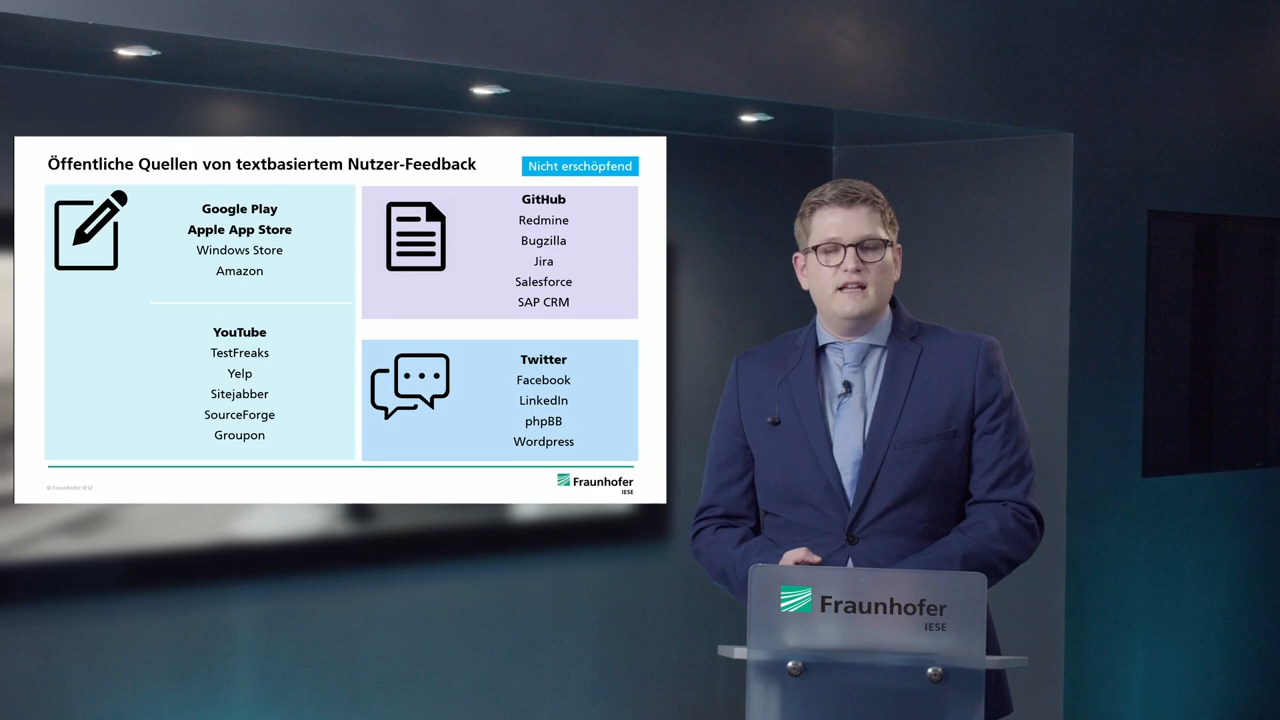 Öffentliche Quellen von textbasiertem Nutzer-Feedback
Nicht erschöpfend
Google Play
Apple App Store
Windows Store
Amazon
YouTube
TestFreaks
Yelp
Sitejabber
SourceForge
Groupon
GitHub
Redmine
Bugzilla
Jira
Salesforce
SAP CRM
Twitter
Facebook
LinkedIn
phpBB
Wordpress
© Fraunhofer IESE
Fraunhofer
IESE
Fraunhofer
IESE